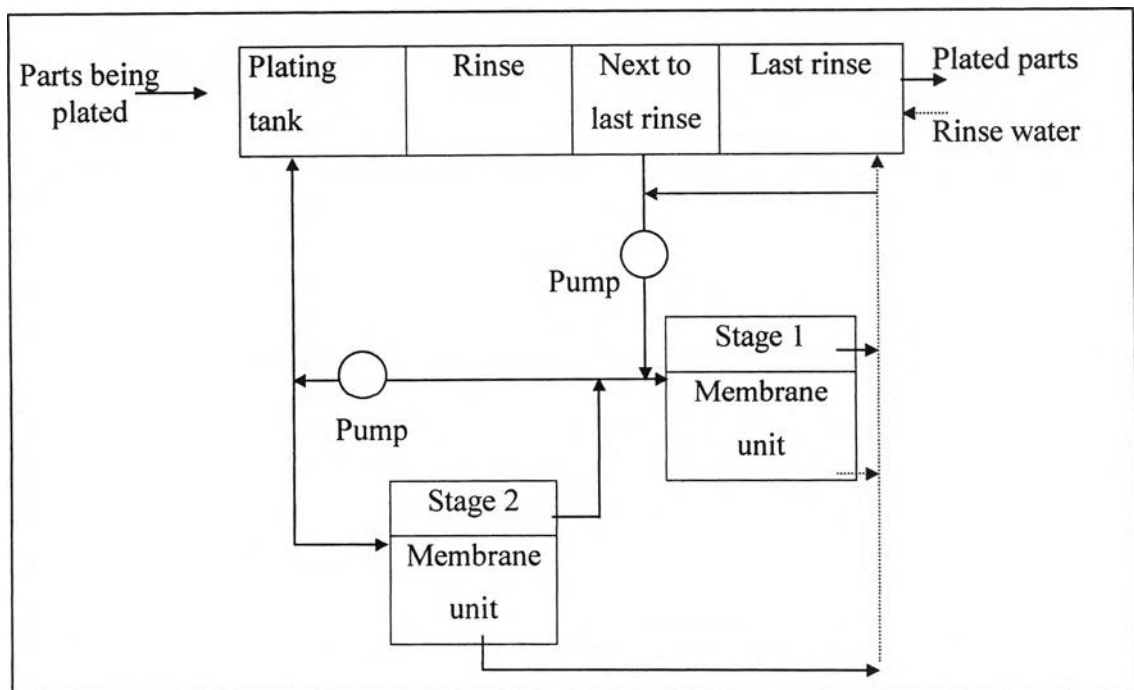 Parts being
plated
Plating
tank
Rinse
Next to
last rinse
Last rinse
Plated parts
Rinse water
Pump
Pump
Stage 1
Membrane
unit
Stage 2
Membrane
unit